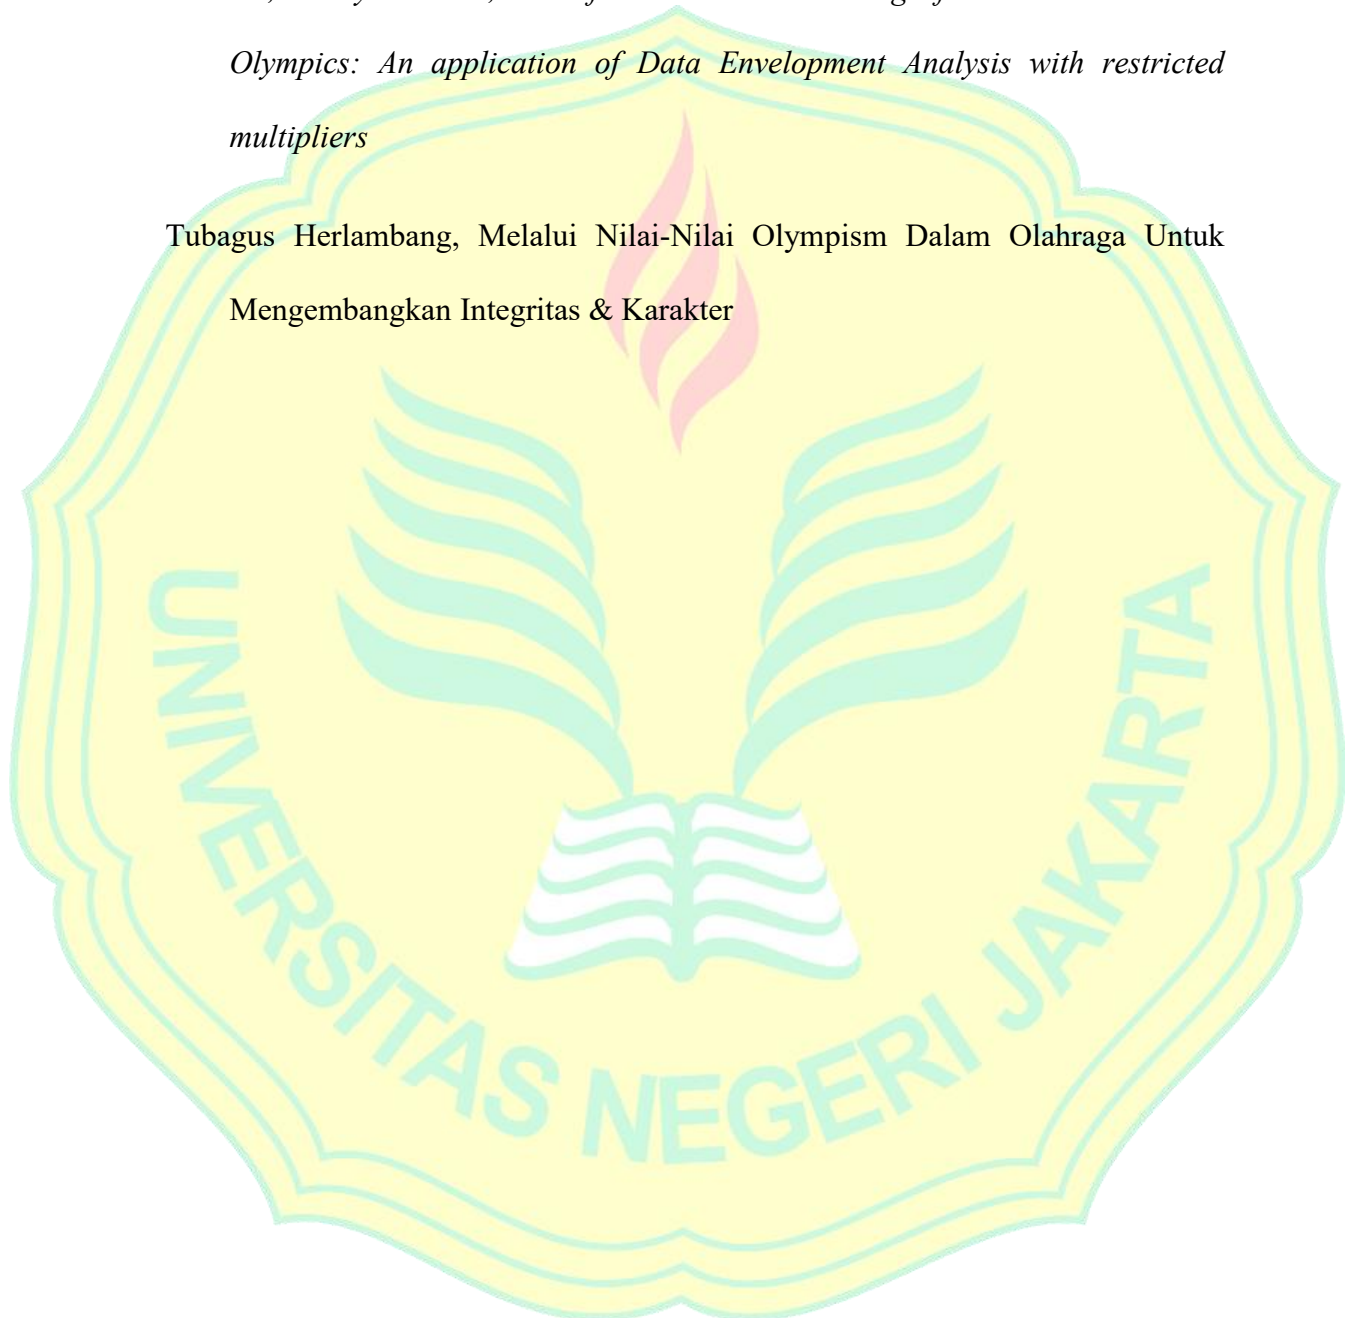 Olympics: An application of Data Envelopment Analysis with restricted
multipliers
Tubagus Herlambang, Melalui Nilai-Nilai Olympism Dalam Olahraga Untuk
Mengembangkan Integritas & Karakter
UNIVERSITAS NEGERI JAKARTA